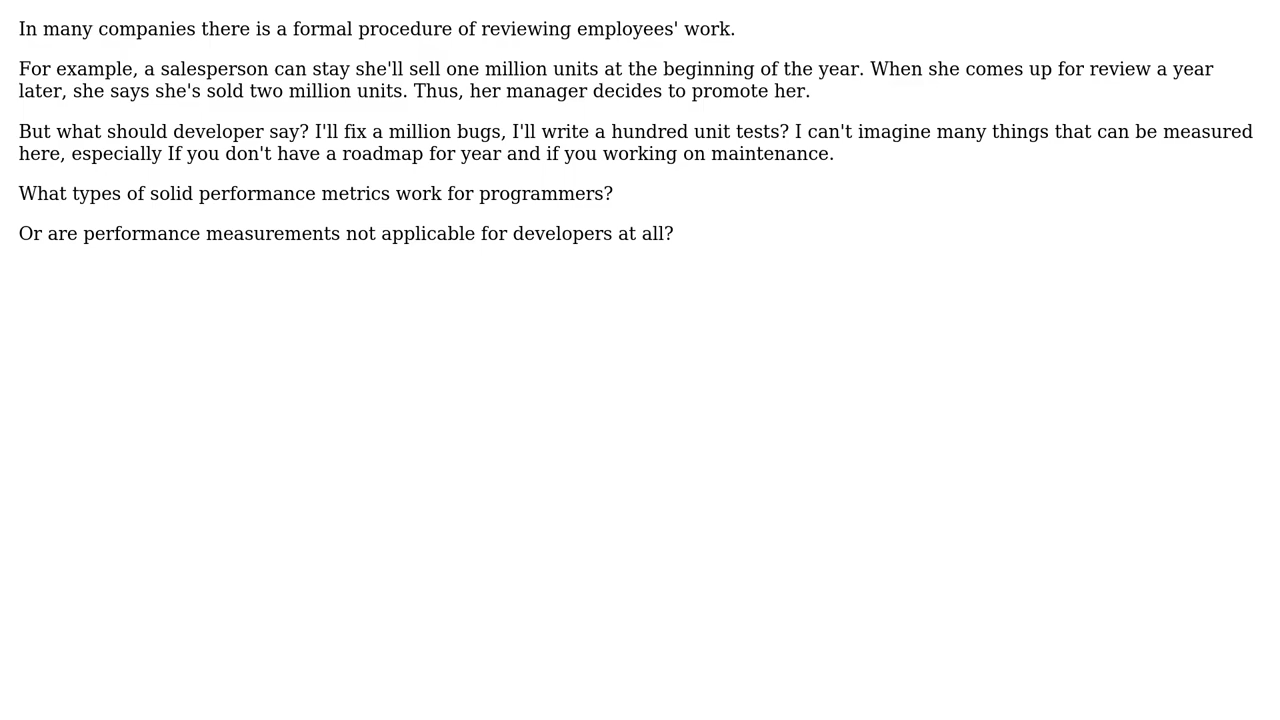 In many companies there is a formal procedure of reviewing employees' work.
For example, a salesperson can stay she'll sell one million units at the beginning of the year. When she comes up for review a year
later, she says she's sold two million units. Thus, her manager decides to promote her.
But what should developer say? I'll fix a million bugs, I'll write a hundred unit tests? I can't imagine many things that can be measured
here, especially If you don't have a roadmap for year and if you working on maintenance.
What types of solid performance metrics work for programmers?
Or are performance measurements not applicable for developers at all?